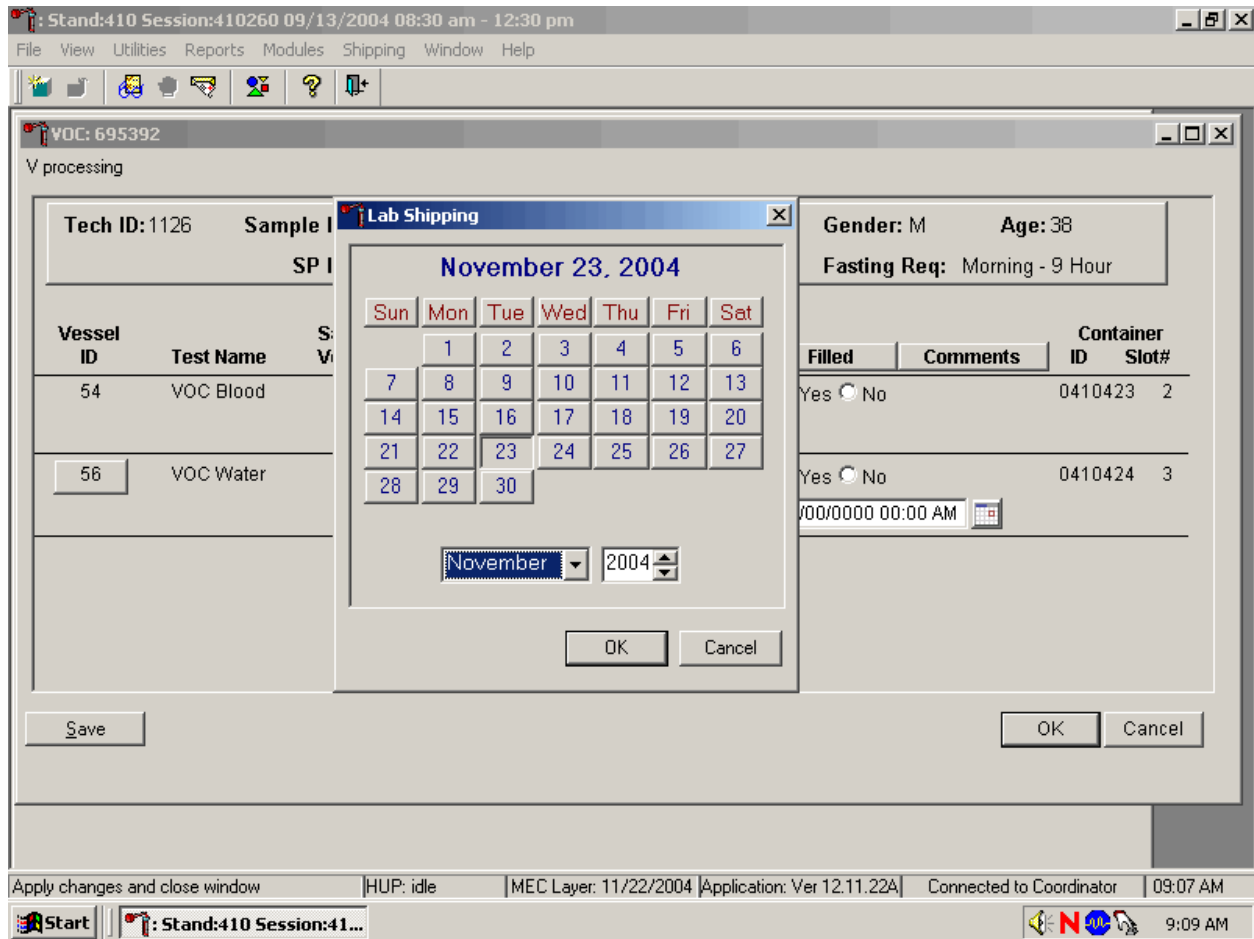 : Stand:410 Session:410260 09/13/2004 08:30 am - 12:30 pm
File View Utilities Reports Modules Shipping Window Help
VOC: 695392
V processing
Tech ID: 1126 Sample I
Gender: M Age: 38
SP I
Fasting Req: Morning - 9 Hour
Lab Shipping
November 23, 2004
Sun Mon Tue Wed Thu Fri Sat
1 2 3 4 5 6
7 8 9 10 11 12 13
14 15 16 17 18 19 20
21 22 23 24 25 26 27
28 29 30
November 2004
OK Cancel
Vessel
ID Test Name
Filled Comments
Container
ID Slot#
54 VOC Blood
Yes No 0410423 2
56 VOC Water
Yes No 0410424 3
/00/0000 00:00 AM
Save OK Cancel
Apply changes and close window HUP: idle MEC Layer: 11/22/2004 Application: Ver 12.11.22A Connected to Coordinator 09:07 AM
Start : Stand:410 Session:41... N 9:09 AM